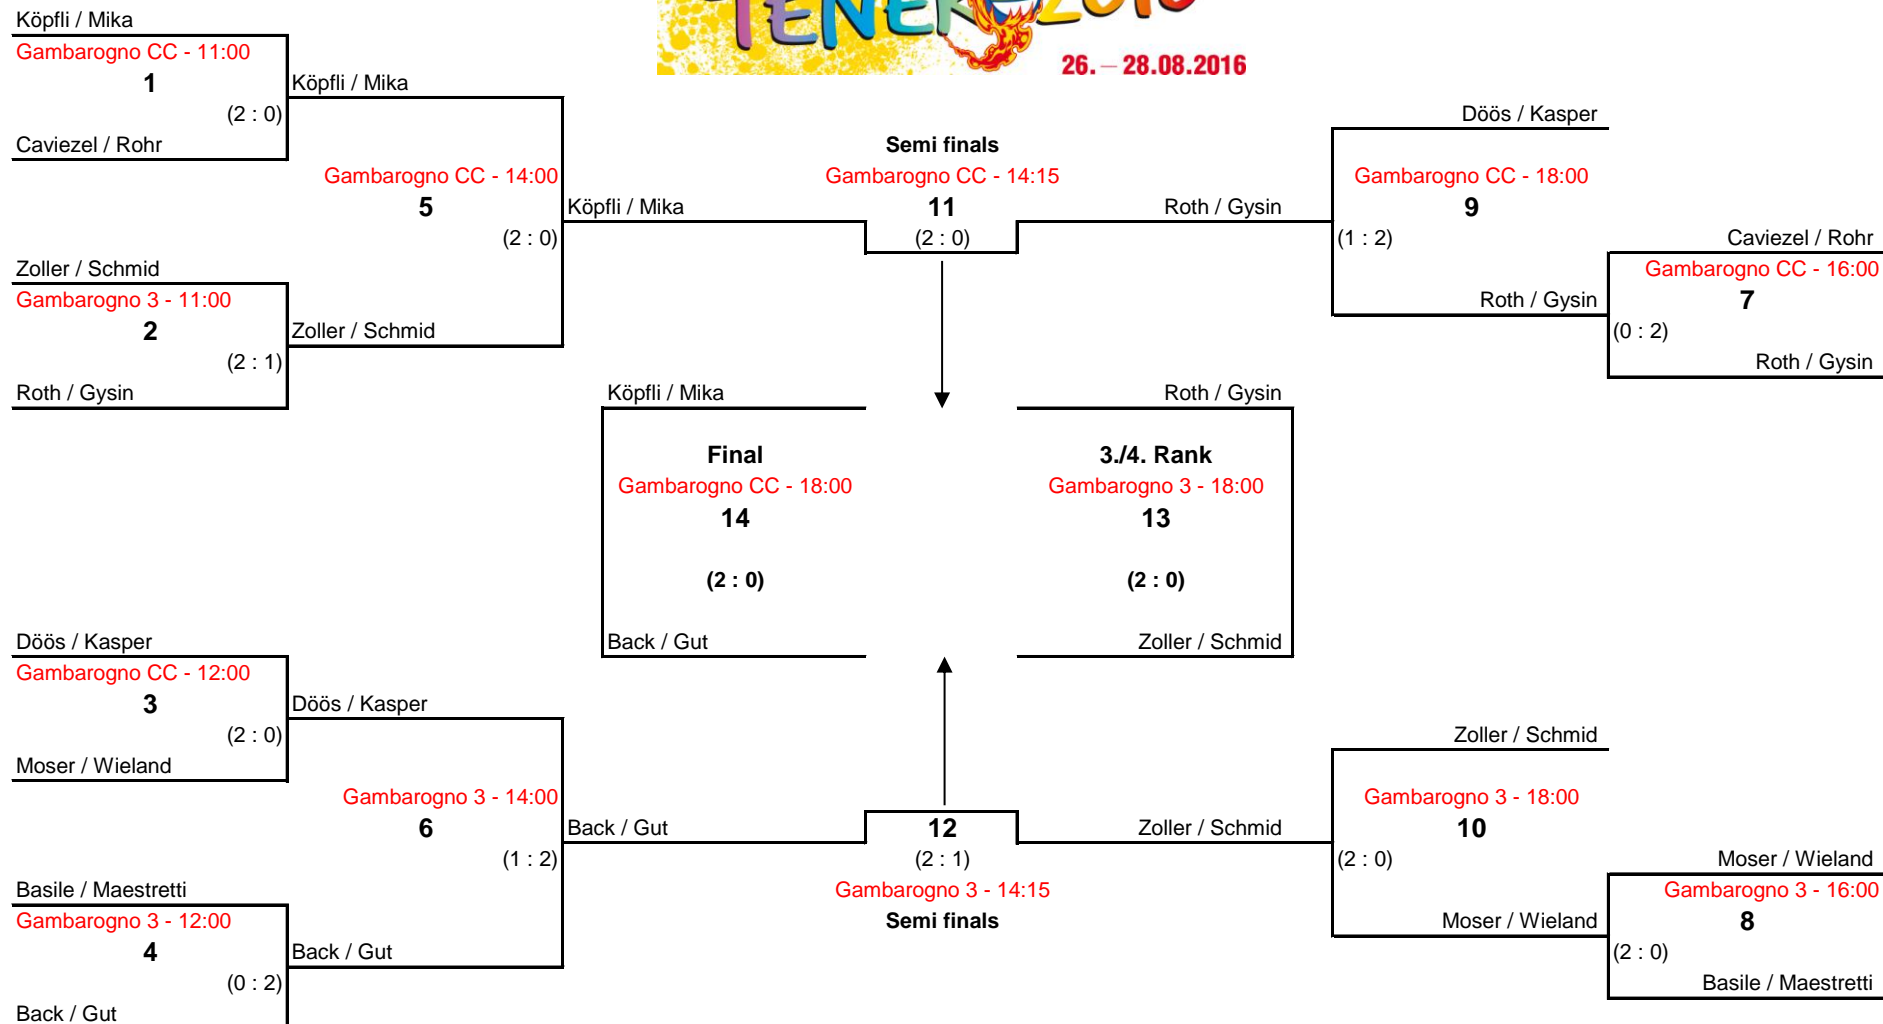 Köpfli / Mika
Gambarogno CC - 11:00
1
(2 : 0)
Caviezel / Rohr
Köpfli / Mika
Gambarogno CC - 14:00
5
(2 : 0)
Zoller / Schmid
Gambarogno 3 - 11:00
2
(2 : 1)
Roth / Gysin
Zoller / Schmid
Köpfli / Mika
TENERO 2016
26. – 28.08.2016
Semi finals
Gambarogno CC - 14:15
11
(2 : 0)
Roth / Gysin
Döös / Kasper
Gambarogno CC - 18:00
9
(1 : 2)
Roth / Gysin
Caviezel / Rohr
Gambarogno CC - 16:00
7
(0 : 2)
Roth / Gysin
Köpfli / Mika
Final
Gambarogno CC - 18:00
14
(2 : 0)
Back / Gut
Roth / Gysin
3./4. Rank
Gambarogno 3 - 18:00
13
(2 : 0)
Zoller / Schmid
Döös / Kasper
Gambarogno CC - 12:00
3
(2 : 0)
Moser / Wieland
Döös / Kasper
Gambarogno 3 - 14:00
6
(1 : 2)
Basile / Maestretti
Gambarogno 3 - 12:00
4
(0 : 2)
Back / Gut
Back / Gut
Back / Gut
12
(2 : 1)
Gambarogno 3 - 14:15
Semi finals
Zoller / Schmid
Zoller / Schmid
Gambarogno 3 - 18:00
10
(2 : 0)
Moser / Wieland
Moser / Wieland
Gambarogno 3 - 16:00
8
(2 : 0)
Basile / Maestretti